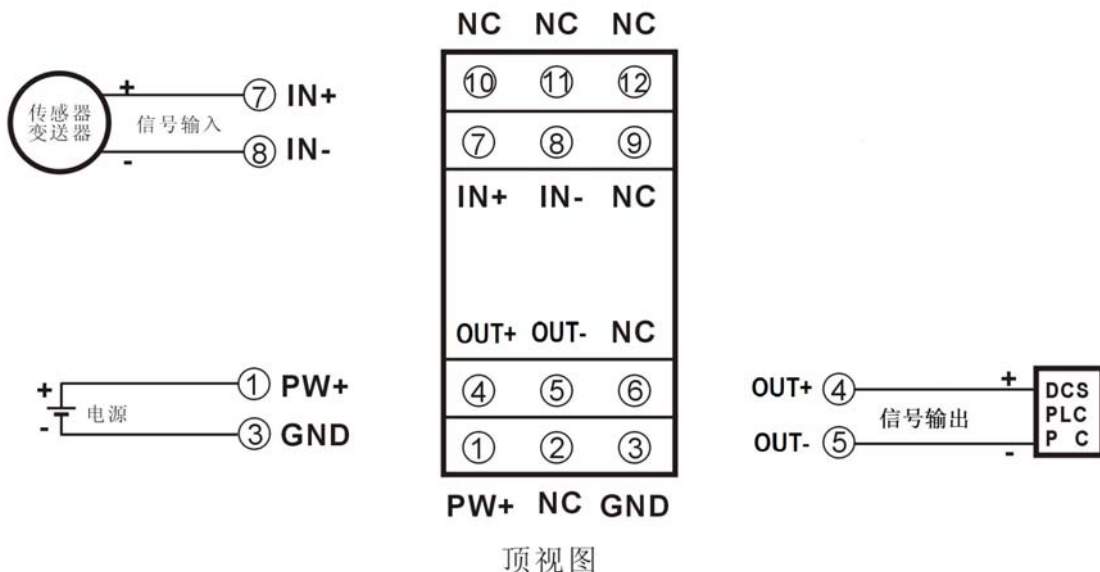 NC NC NC
⑩ ⑪ ⑫
⑦ ⑧ ⑨
IN+ IN- NC
传感器
变送器
+
信号输入
-
⑦ IN+
⑧ IN-
OUT+ OUT- NC
④ ⑤ ⑥
① ② ③
PW+ NC GND
+
电源
-
① PW+
③ GND
OUT+ ④
信号输出
OUT- ⑤
+
-
DCS
PLC
P C
顶视图